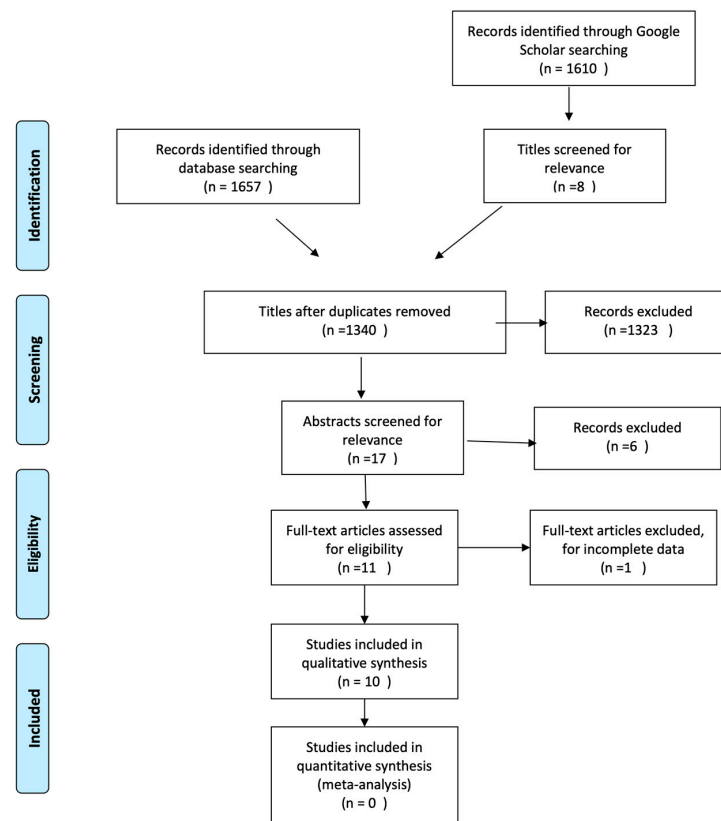 Records identified through Google
Scholar searching
(n = 1610 )
Identification
Records identified through
database searching
(n = 1657 )
Titles screened for
relevance
(n =8 )
Screening
Titles after duplicates removed
(n =1340 )
Records excluded
(n =1323 )
Abstracts screened for
relevance
(n =17 )
Records excluded
(n =6 )
Eligibility
Full-text articles assessed
for eligibility
(n =11 )
Full-text articles excluded,
for incomplete data
(n =1 )
Included
Studies included in
qualitative synthesis
(n = 10 )
Studies included in
quantitative synthesis
(meta-analysis)
(n = 0 )